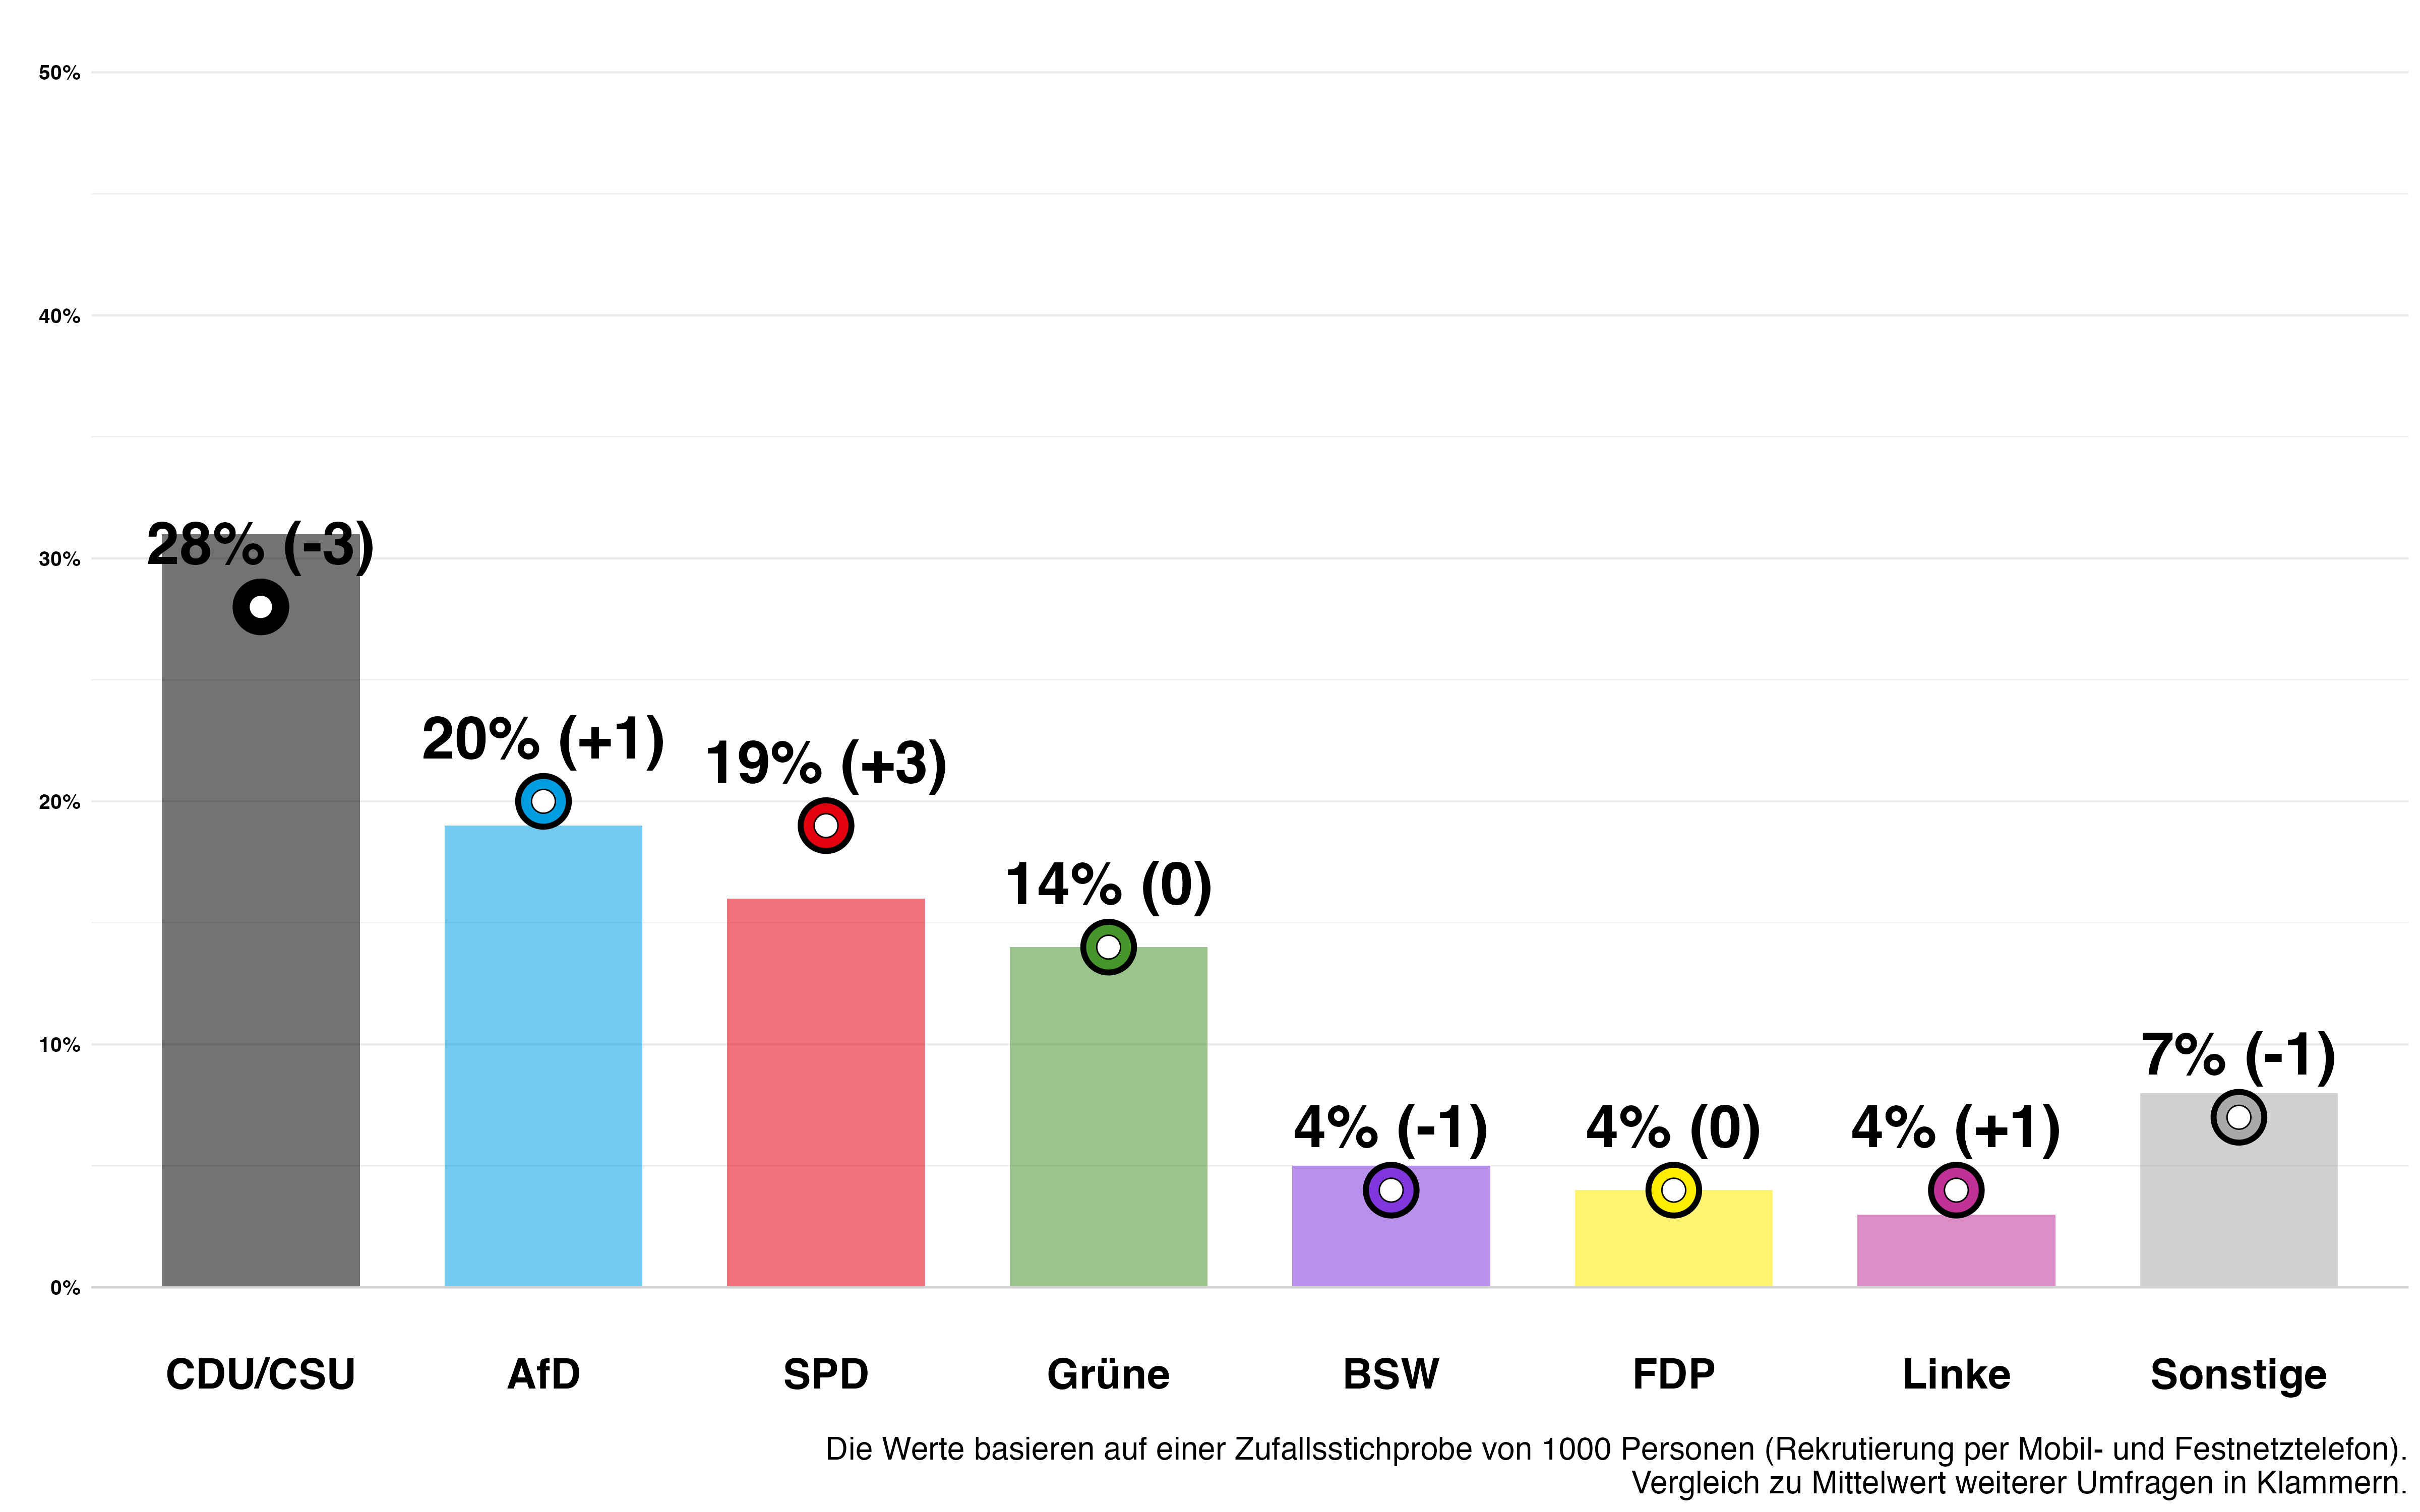 50%
40%
30%
20%
10%
0%
28% (-3)
20% (+1)
19% (+3)
14% (0)
4% (-1)
4% (0)
4% (+1)
7% (-1)
CDU/CSU
AfD
SPD
Grüne
BSW
FDP
Linke
Sonstige
Die Werte basieren auf einer Zufallsstichprobe von 1000 Personen (Rekrutierung per Mobil- und Festnetztelefon).
Vergleich zu Mittelwert weiterer Umfragen in Klammern.